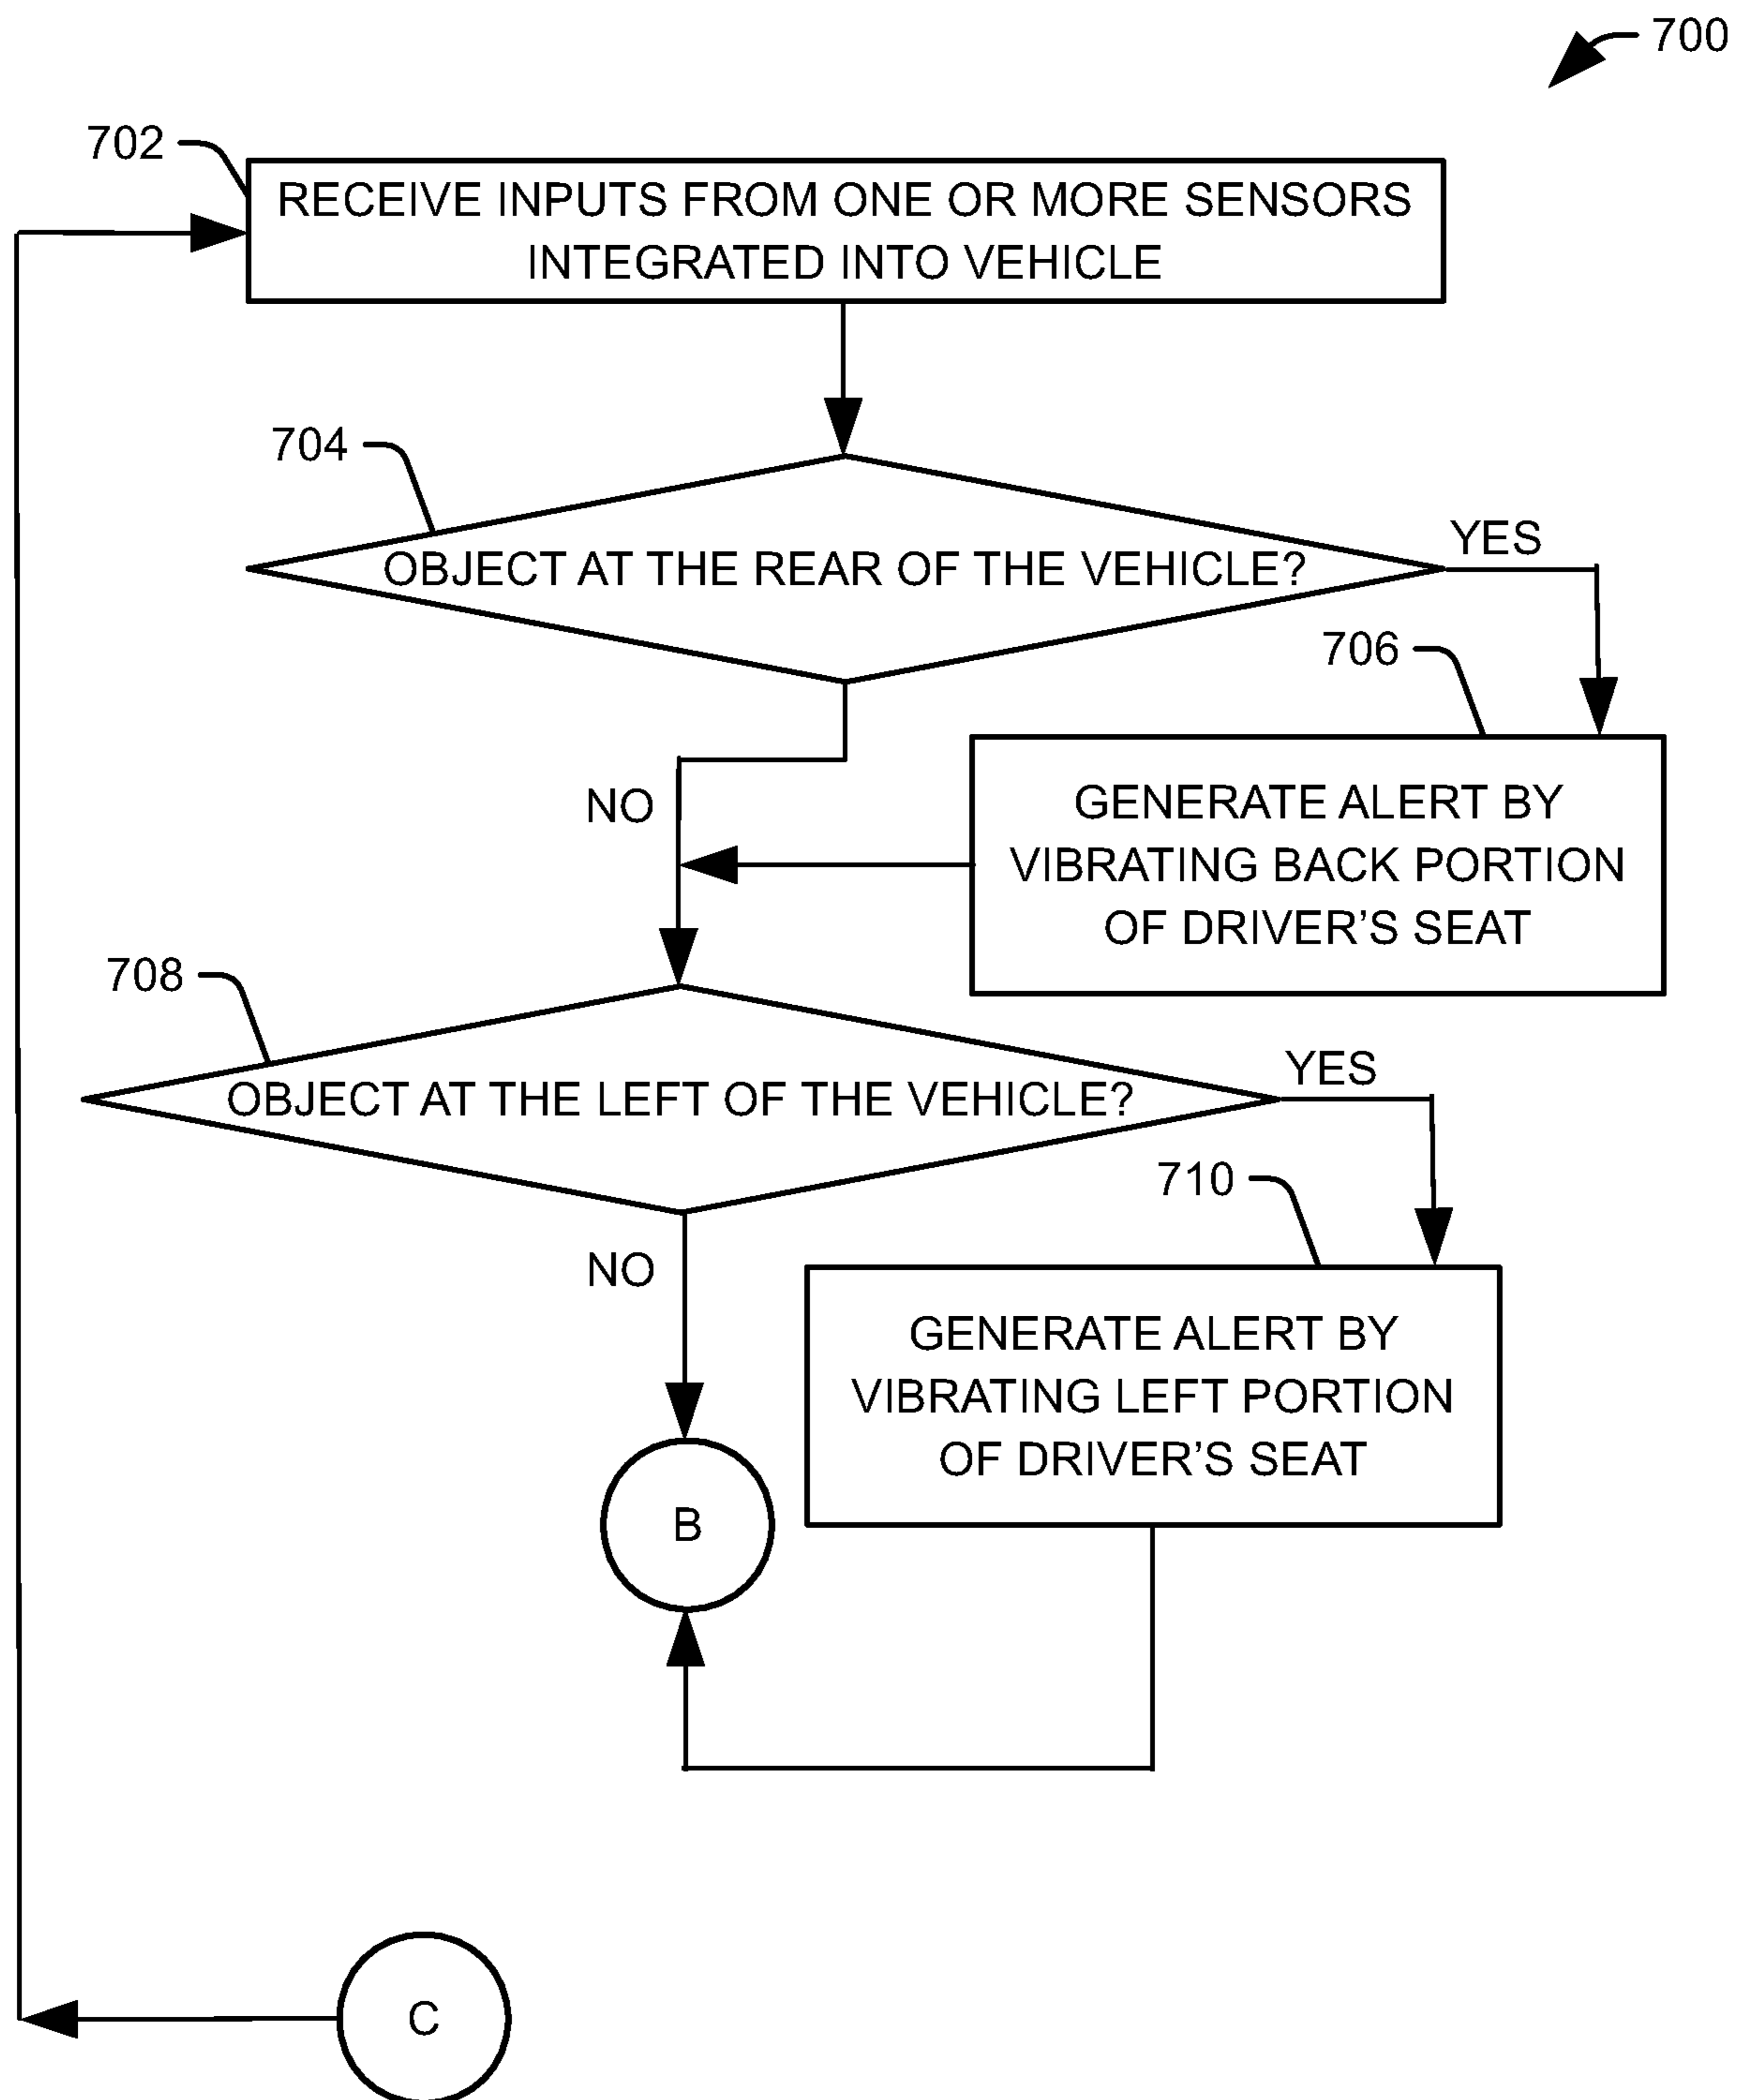 700
702
RECEIVE INPUTS FROM ONE OR MORE SENSORS
INTEGRATED INTO VEHICLE
704
OBJECT AT THE REAR OF THE VEHICLE?
YES
706
NO
GENERATE ALERT BY
VIBRATING BACK PORTION
OF DRIVER’S SEAT
708
OBJECT AT THE LEFT OF THE VEHICLE?
YES
710
NO
GENERATE ALERT BY
VIBRATING LEFT PORTION
OF DRIVER’S SEAT
B
C